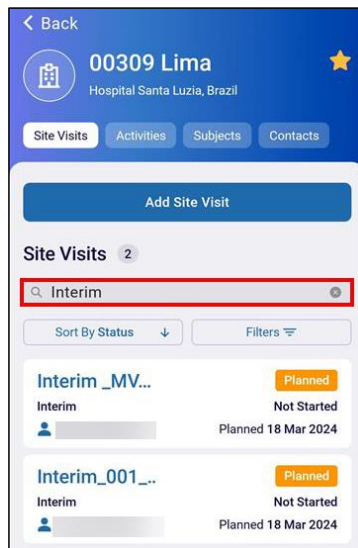 Back
00309 Lima
Hospital Santa Luzia, Brazil
Site Visits Activities Subjects Contacts
Add Site Visit
Site Visits 2
Interim
Sort By Status Filters
Interim _MV... Planned
Interim Not Started
Planned 18 Mar 2024
Interim_001_.. Planned
Interim Not Started
Planned 18 Mar 2024